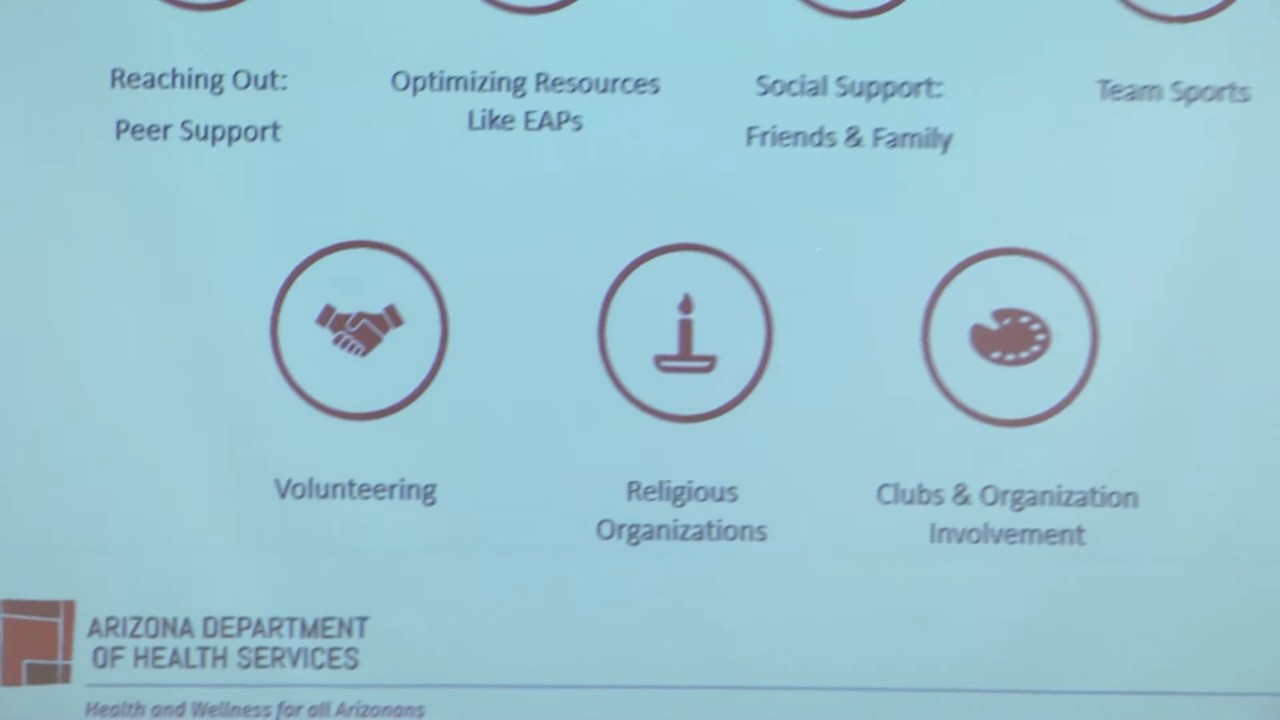 Reaching Out:
Peer Support
Optimizing Resources
Like EAPs
Social Support:
Friends & Family
Team Sports
Volunteering
Religious
Organizations
Clubs & Organization
Involvement
ARIZONA DEPARTMENT
OF HEALTH SERVICES
Health and Wellness for all Arizonans